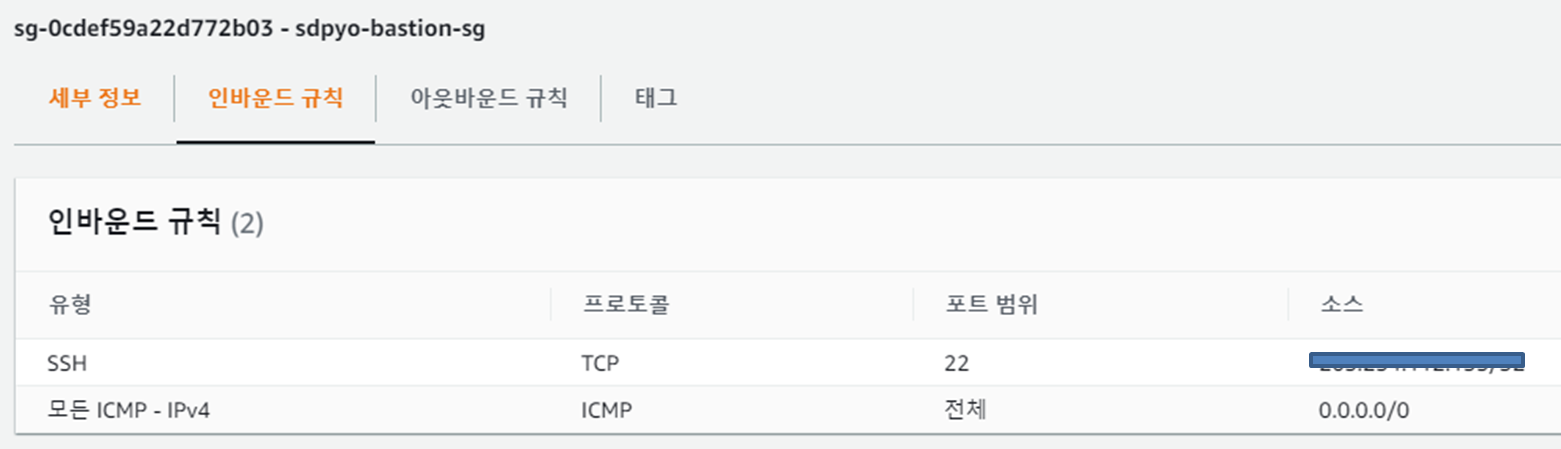 sg-0cdef59a22d772b03 - sdpyo-bastion-sg
세부 정보 인바운드 규칙 아웃바운드 규칙 태그
인바운드 규칙 (2)
유형 프로토콜 포트 범위 소스
SSH TCP 22
모든 ICMP - IPv4 ICMP 전체 0.0.0.0/0